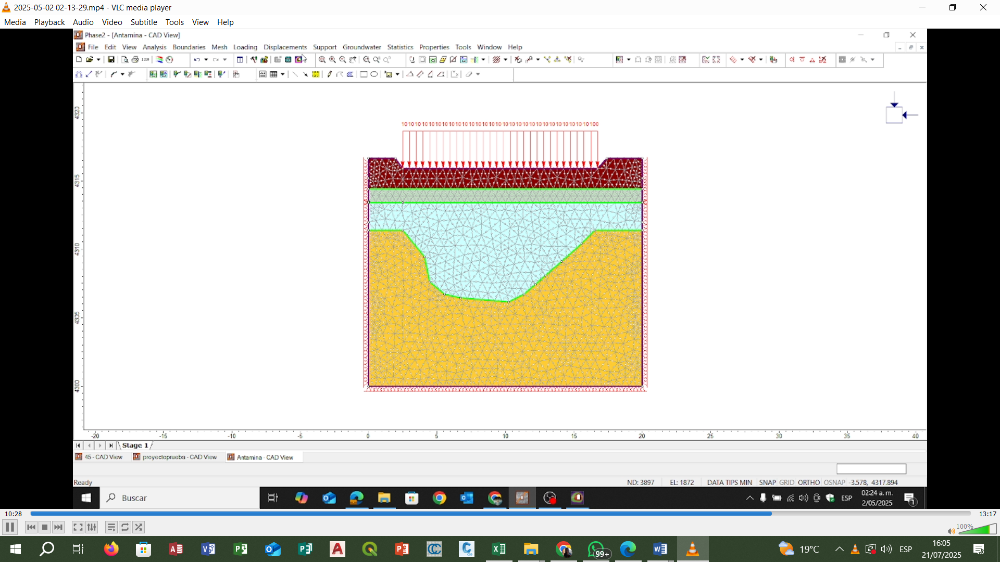 2025-05-02 02-13-29.mp4 - VLC media player
Media Playback Audio Video Subtitle Tools View Help
Phase2 - [Antamina - CAD View]
File Edit View Analysis Boundaries Mesh Loading Displacements Support Groundwater Statistics Properties Tools Window Help
4320
4315
4310
4305
4300
-20 -15 -10 -5 0 5 10 15 20 25 30 35 40
Stage 1
45 - CAD View proyectoprueba - CAD View Antamina - CAD View
Ready ND: 3897 EL: 1872 DATA TIPS MIN SNAP GRID ORTHO OSNAP -3.578, 4317.894
Buscar ESP 02:24 a. m.
2/05/2025 1
10:28 13:17
100%
99+ 19°C ESP 16:05
21/07/2025